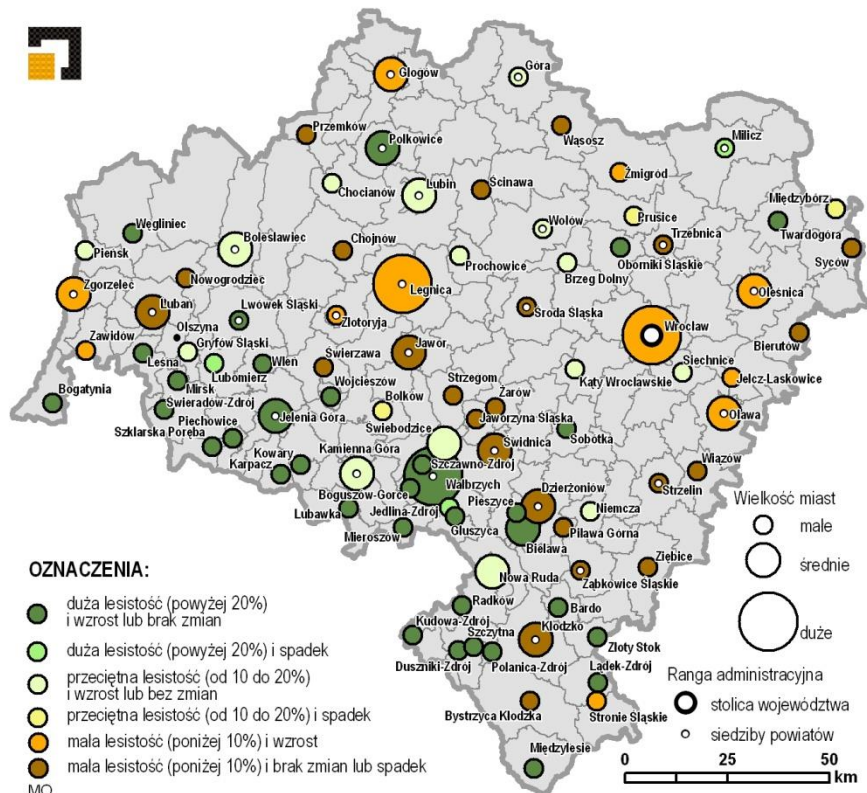 Głogów
Góra
Przemków
Polkowice
Wąsosz
Milicz
Chocianów
Lubin
Ścinawa
Żmigród
Międzybórz
Węgliniec
Prusice
Twardogóra
Pieńsk
Bolesławiec
Chojnów
Wołów
Trzebnica
Syców
Prochowice
Brzeg Dolny
Oborniki Śląskie
Zgorzelec
Nowogrodziec
Legnica
Oleśnica
Lubań
Lwówek Śląski
Złotoryja
Środa Śląska
Wrocław
Zawidów
Olszyna
Gryfów Śląski
Jawor
Bierutów
Leśna
Lubomierz
Wleń
Świerzawa
Siechnice
Mirsk
Wojcieszów
Strzegom
Kąty Wrocławskie
Jelcz-Laskowice
Bogatynia
Świeradów-Zdrój
Bolków
Żarów
Piechowice
Jelenia Góra
Jaworzyna Śląska
Oława
Szklarska Poręba
Świebodzice
Sobótka
Kamienna Góra
Świdnica
Kowary
Szczawno-Zdrój
Wiązów
Karpacz
Wałbrzych
Strzelin
Boguszów-Gorce
Pieszyce
Dzierżoniów
Wielkość miast
Lubawka
Jedlina-Zdrój
Niemcza
małe
Mieroszów
Głuszyca
Piława Górna
Bielawa
Ziębice
średnie
OZNACZENIA:
Nowa Ruda
Ząbkowice Śląskie
duża lesistość (powyżej 20%)
i wzrost lub brak zmian
Radków
Bardo
duże
Kudowa-Zdrój
Kłodzko
Szczytna
Złoty Stok
duża lesistość (powyżej 20%) i spadek
Duszniki-Zdrój
Polanica-Zdrój
Lądek-Zdrój
Ranga administracyjna
przeciętna lesistość (od 10 do 20%)
i wzrost lub bez zmian
stolica województwa
Bystrzyca Kłodzka
Stronie Śląskie
przeciętna lesistość (od 10 do 20%) i spadek
siedziby powiatów
mała lesistość (poniżej 10%) i wzrost
Międzylesie
mała lesistość (poniżej 10%) i brak zmian lub spadek
0 25 50
km
MO